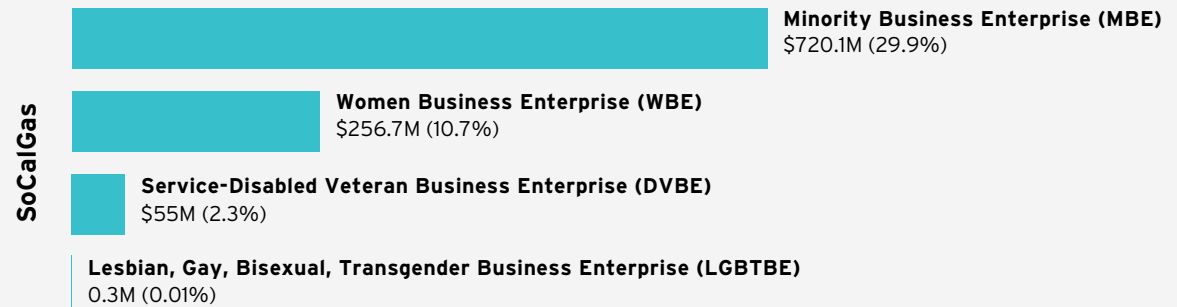 SoCalGas
Minority Business Enterprise (MBE)
$720.1M (29.9%)
Women Business Enterprise (WBE)
$256.7M (10.7%)
Service-Disabled Veteran Business Enterprise (DVBE)
$55M (2.3%)
Lesbian, Gay, Bisexual, Transgender Business Enterprise (LGBTBE)
0.3M (0.01%)